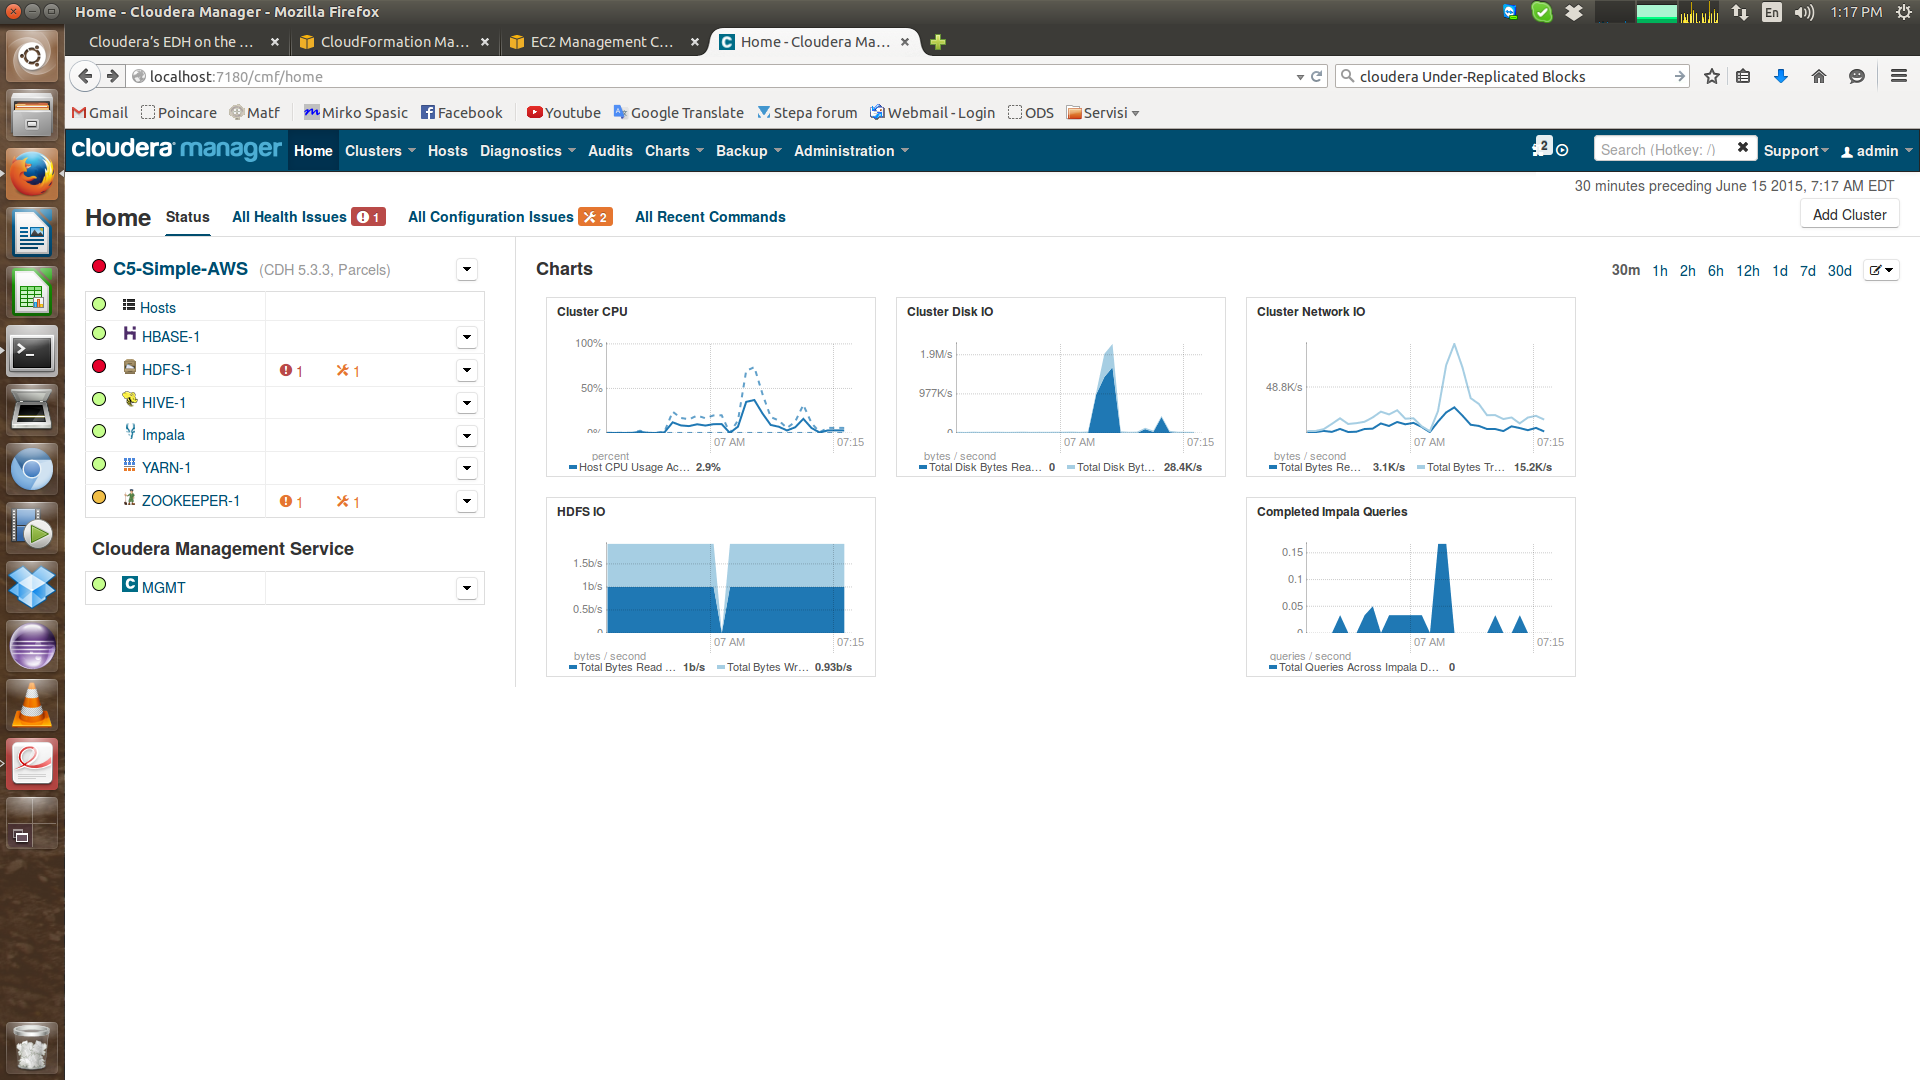 Home - Cloudera Manager - Mozilla Firefox
2
En
1:17 PM
Cloudera's EDH on the ...
CloudFormation Ma...
EC2 Management C...
Home - Cloudera Ma...
localhost:7180/cmf/home
cloudera Under-Replicated Blocks
Gmail Poincare Matf Mirko Spasic Facebook Youtube Google Translate Stepa forum Webmail - Login ODS Servisi
cloudera manager Home Clusters Hosts Diagnostics Audits Charts Backup Administration 2 Search (Hotkey: /) Support admin
30 minutes preceding June 15 2015, 7:17 AM EDT
Home Status All Health Issues 1 All Configuration Issues 2 All Recent Commands Add Cluster
C5-Simple-AWS (CDH 5.3.3, Parcels)
Hosts
HBASE-1
HDFS-1 1 1
HIVE-1
Impala
YARN-1
ZOOKEEPER-1 1 1
Cloudera Management Service
C MGMT
Charts
30m 1h 2h 6h 12h 1d 7d 30d
Cluster CPU
100%
50%
0%
07 AM 07:15
percent
Host CPU Usage Ac... 2.9%
Cluster Disk IO
1.9M/s
977K/s
0
07 AM 07:15
bytes / second
Total Disk Bytes Rea... 0 Total Disk Byt... 28.4K/s
Cluster Network IO
48.8K/s
07 AM 07:15
bytes / second
Total Bytes Re... 3.1K/s Total Bytes Tr... 15.2K/s
HDFS IO
1.5b/s
1b/s
0.5b/s
0
07 AM 07:15
bytes / second
Total Bytes Read ... 1b/s Total Bytes Wr... 0.93b/s
Completed Impala Queries
0.15
0.1
0.05
0
07 AM 07:15
queries / second
Total Queries Across Impala D... 0